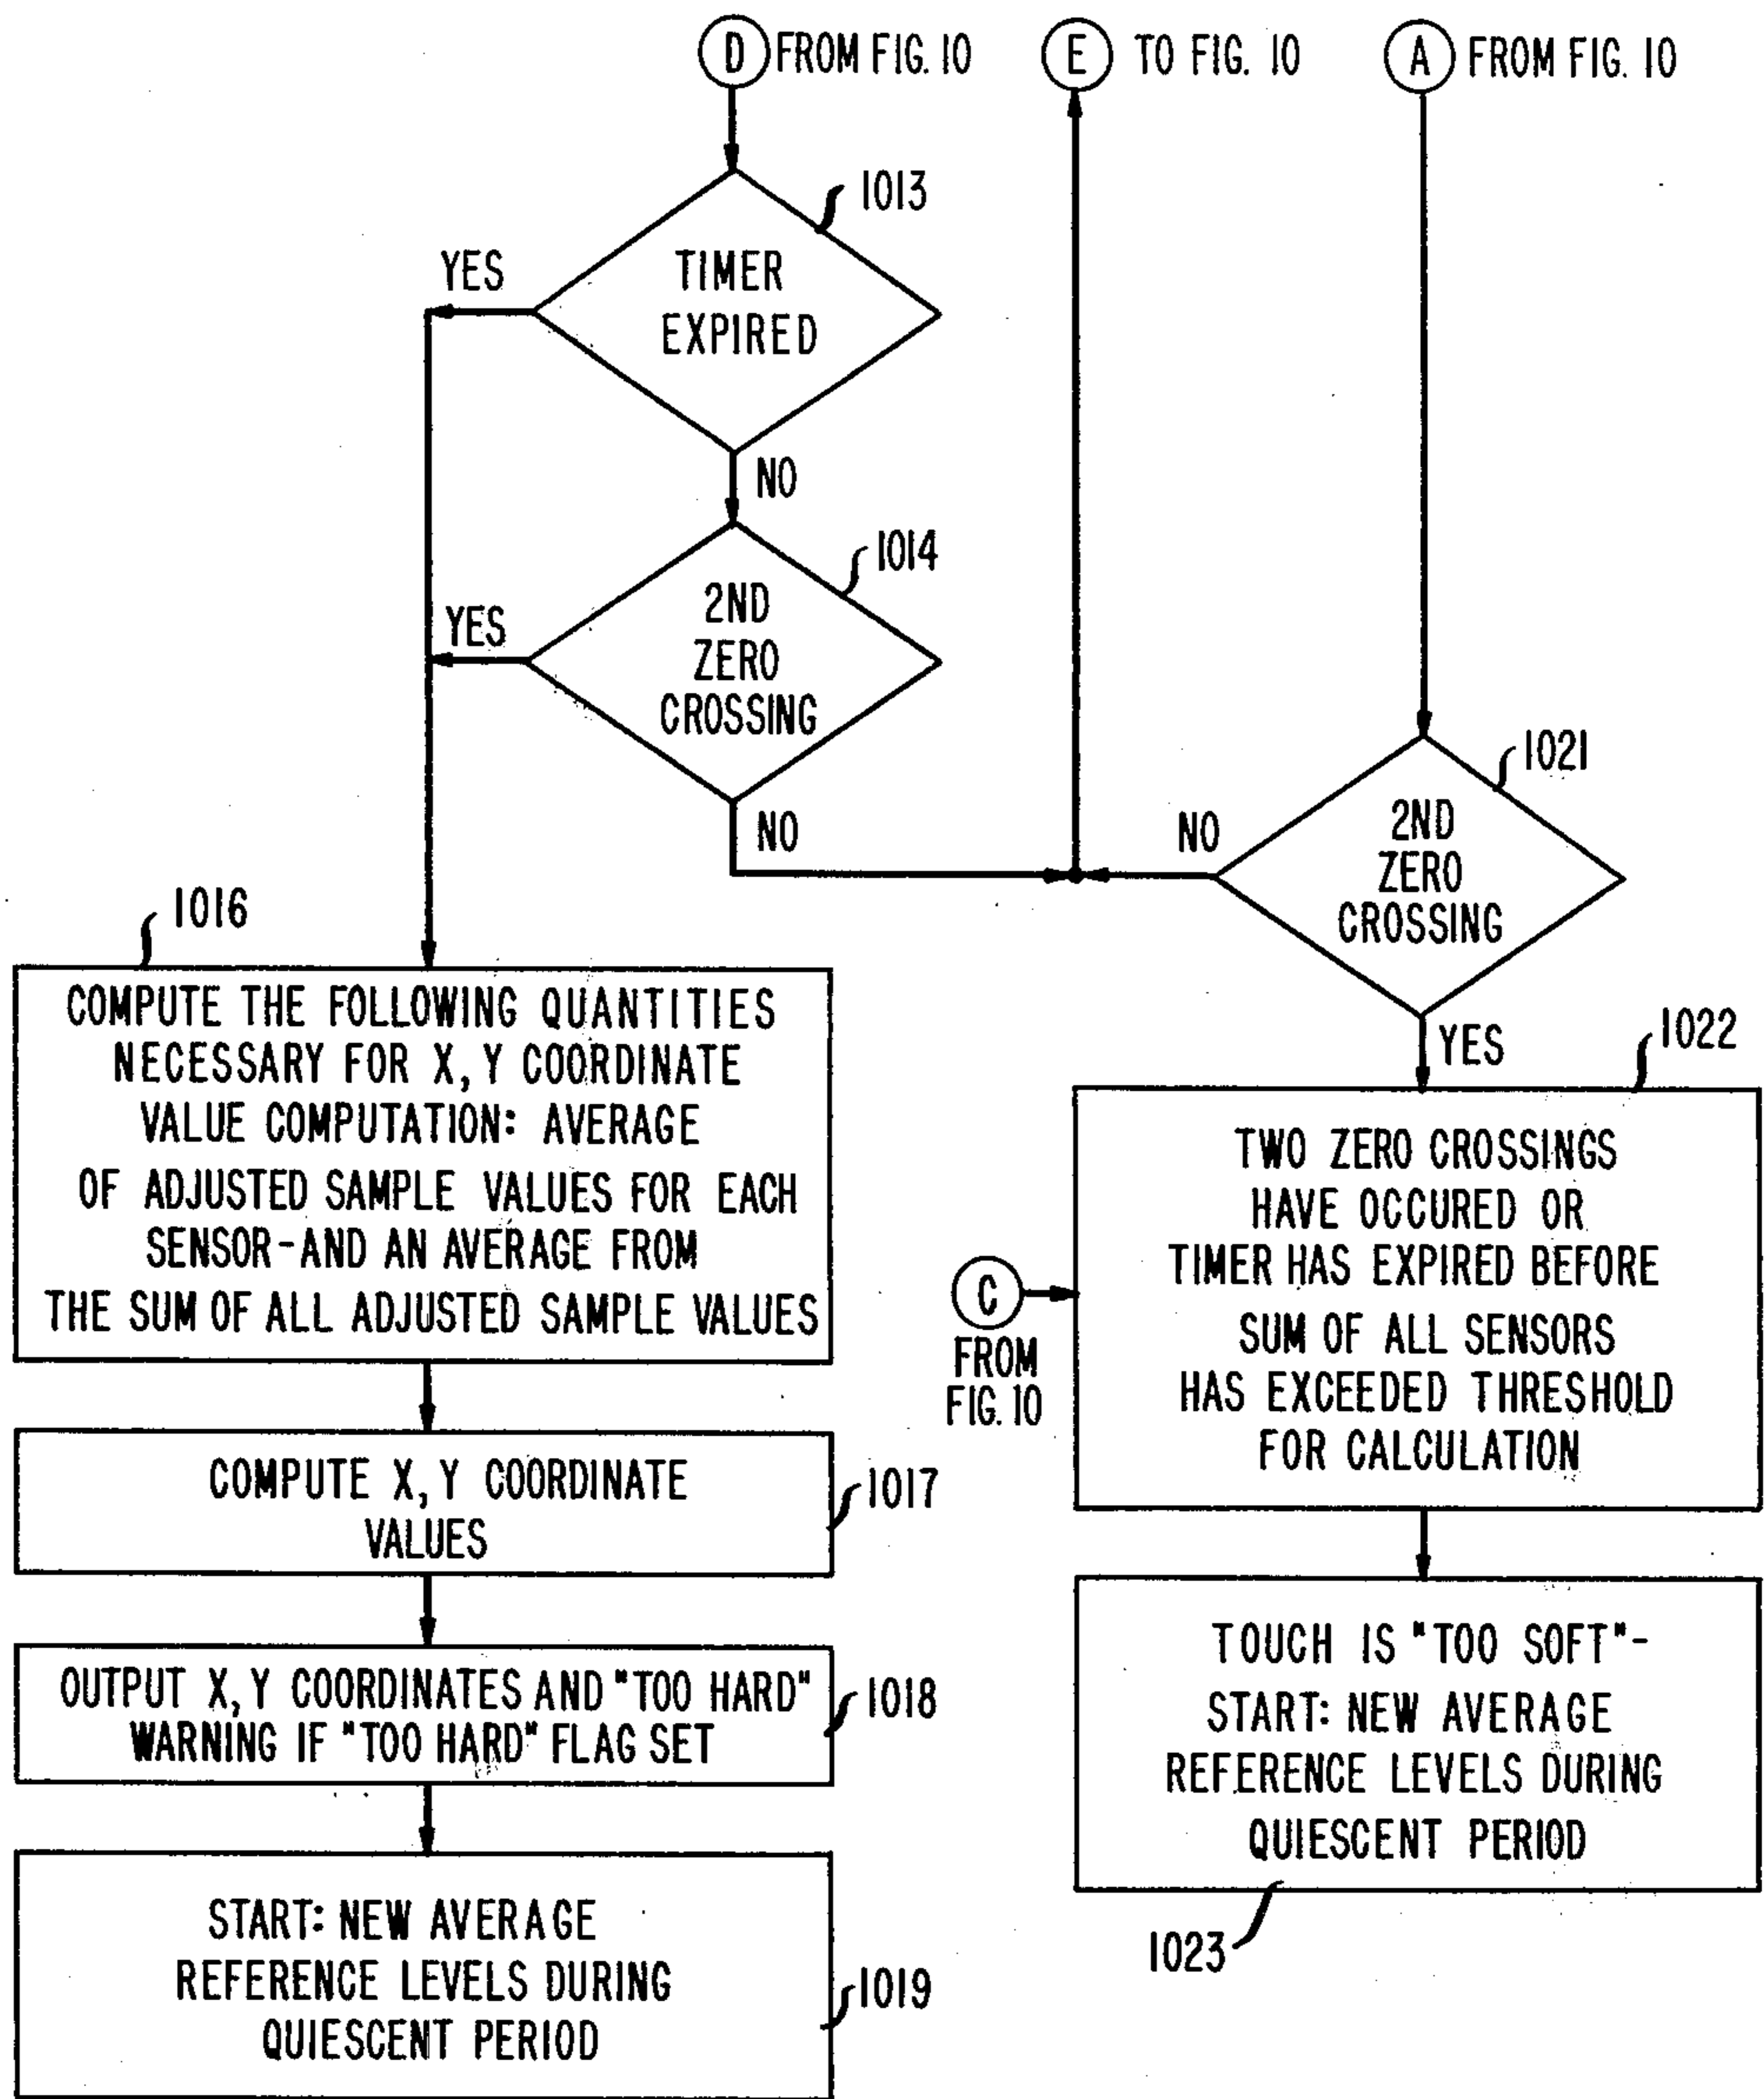 D FROM FIG. 10
E TO FIG. 10
A FROM FIG. 10
1013
YES
TIMER
EXPIRED
NO
1014
YES
2ND
ZERO
CROSSING
NO
1021
NO
2ND
ZERO
CROSSING
YES
1016
COMPUTE THE FOLLOWING QUANTITIES
NECESSARY FOR X, Y COORDINATE
VALUE COMPUTATION: AVERAGE
OF ADJUSTED SAMPLE VALUES FOR EACH
SENSOR-AND AN AVERAGE FROM
THE SUM OF ALL ADJUSTED SAMPLE VALUES
1022
TWO ZERO CROSSINGS
HAVE OCCURED OR
TIMER HAS EXPIRED BEFORE
SUM OF ALL SENSORS
HAS EXCEEDED THRESHOLD
FOR CALCULATION
C
FROM
FIG. 10
COMPUTE X, Y COORDINATE
VALUES
1017
OUTPUT X, Y COORDINATES AND "TOO HARD"
WARNING IF "TOO HARD" FLAG SET
1018
TOUCH IS "TOO SOFT"-
START: NEW AVERAGE
REFERENCE LEVELS DURING
QUIESCENT PERIOD
1023
START: NEW AVERAGE
REFERENCE LEVELS DURING
QUIESCENT PERIOD
1019